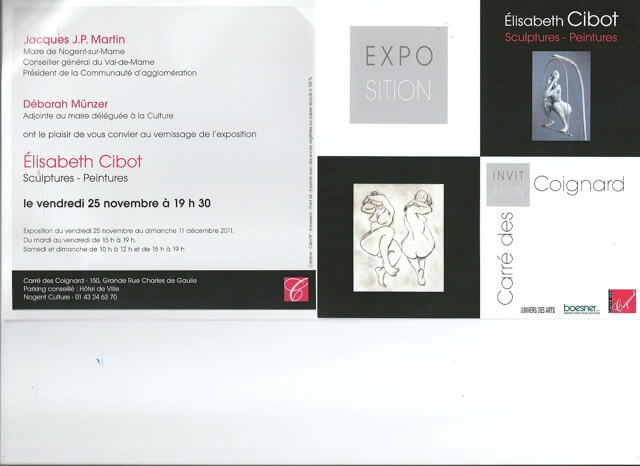 Jacques J.P. Martin
Maire de Nogent-sur-Marne
Conseiller général du Val-de-Marne
Président de la Communauté d'agglomération
Déborah Münzer
Adjointe au maire déléguée à la Culture
ont le plaisir de vous convier au vernissage de l'exposition
Élisabeth Cibot
Sculptures - Peintures
le vendredi 25 novembre à 19 h 30
Exposition du vendredi 25 novembre au dimanche 11 décembre 2011.
Du mardi au vendredi de 15 h à 19 h.
Samedi et dimanche de 10 h à 12 h et de 15 h à 19 h
Carré des Coignard - 150, Grande Rue Charles de Gaulle
Parking conseillé : Hôtel de Ville
Nogent Culture - 01 43 24 63 70
EXPO
SITION
Élisabeth Cibot
Sculptures - Peintures
INVIT
ATION
Carré des
Coignard
UNIVERS DES ARTS
boesner